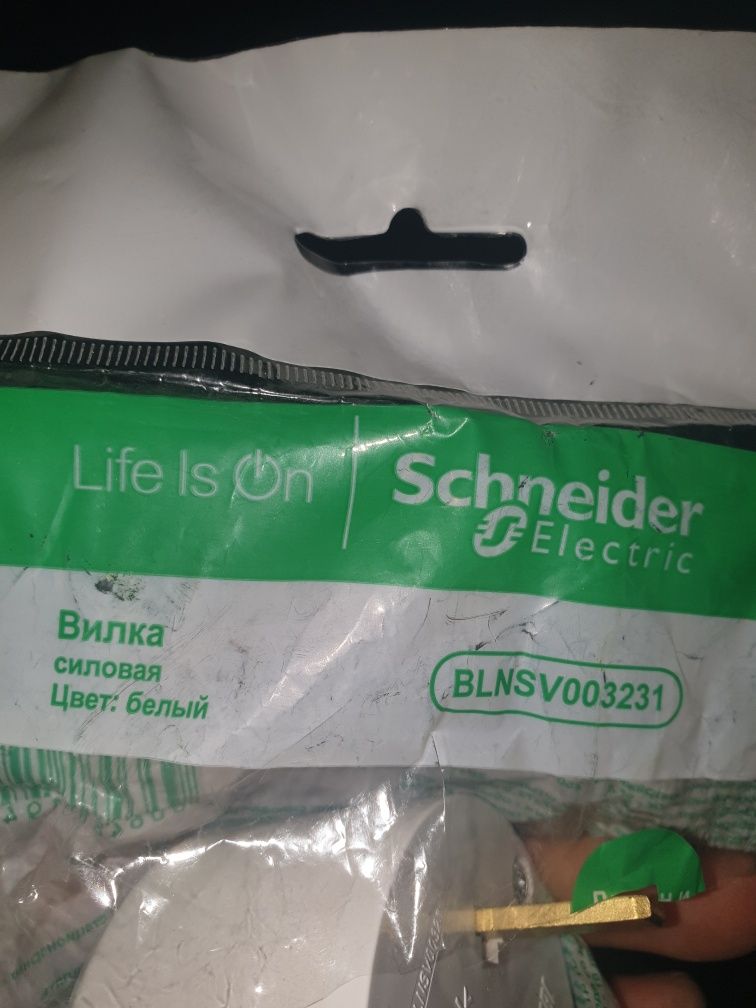 Life Is On
Schneider
Electric
Вилка
силовая
Цвет: белый
BLNSV003231